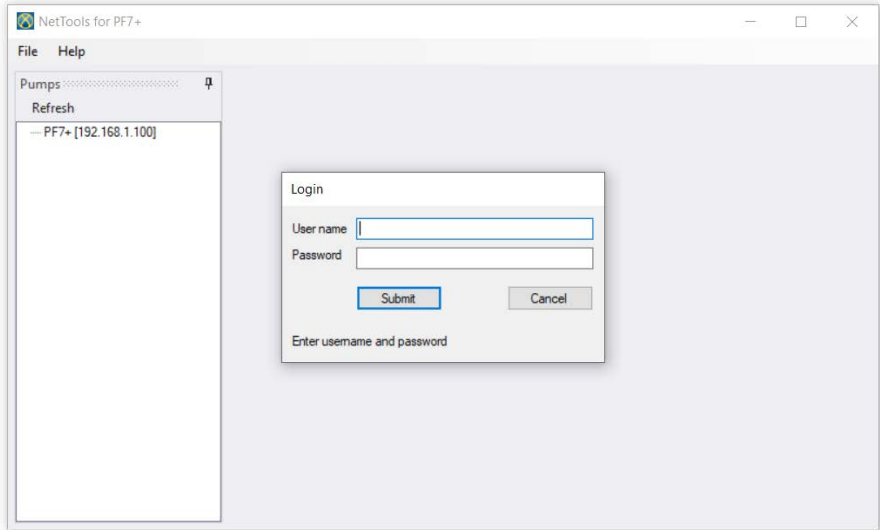 NetTools for PF7+
File Help
Pumps
Refresh
PF7+ [192.168.1.100]
Login
User name
Password
Submit Cancel
Enter username and password